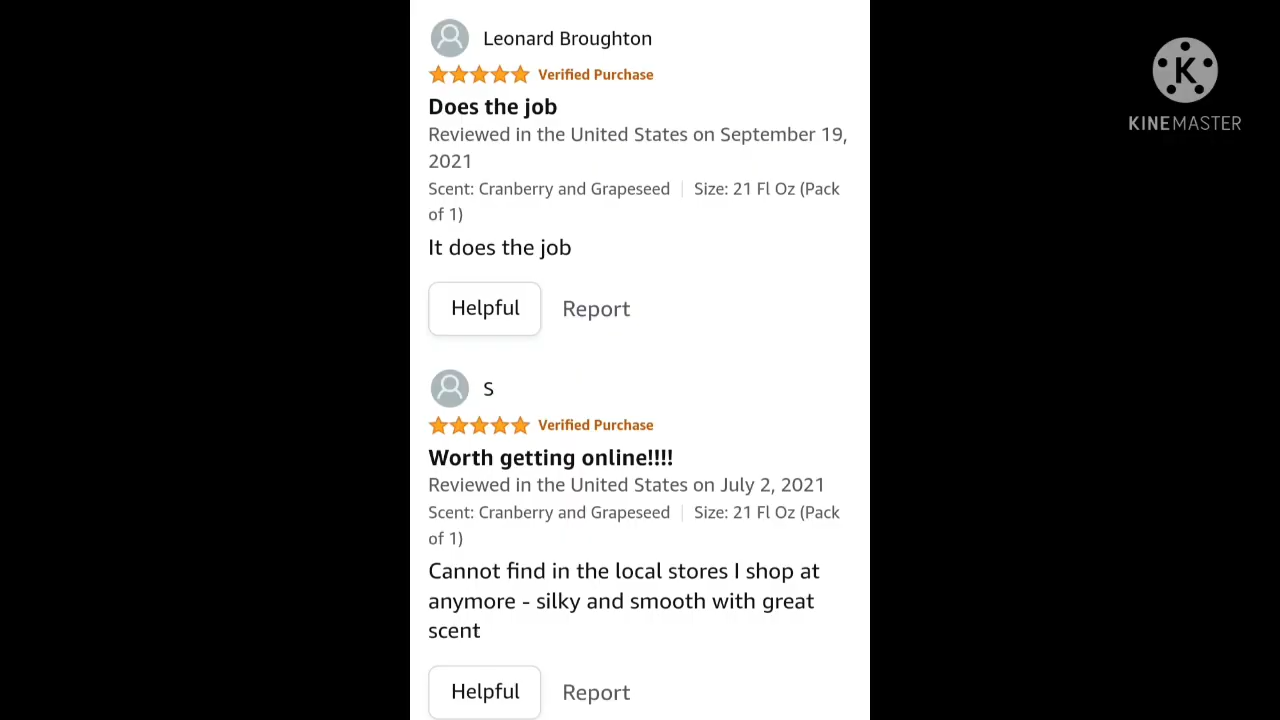 Leonard Broughton
Verified Purchase
Does the job
Reviewed in the United States on September 19,
2021
Scent: Cranberry and Grapeseed | Size: 21 Fl Oz (Pack
of 1)
It does the job
Helpful Report
S
Verified Purchase
Worth getting online!!!!
Reviewed in the United States on July 2, 2021
Scent: Cranberry and Grapeseed | Size: 21 Fl Oz (Pack
of 1)
Cannot find in the local stores I shop at
anymore - silky and smooth with great
scent
Helpful Report
K
KINEMASTER